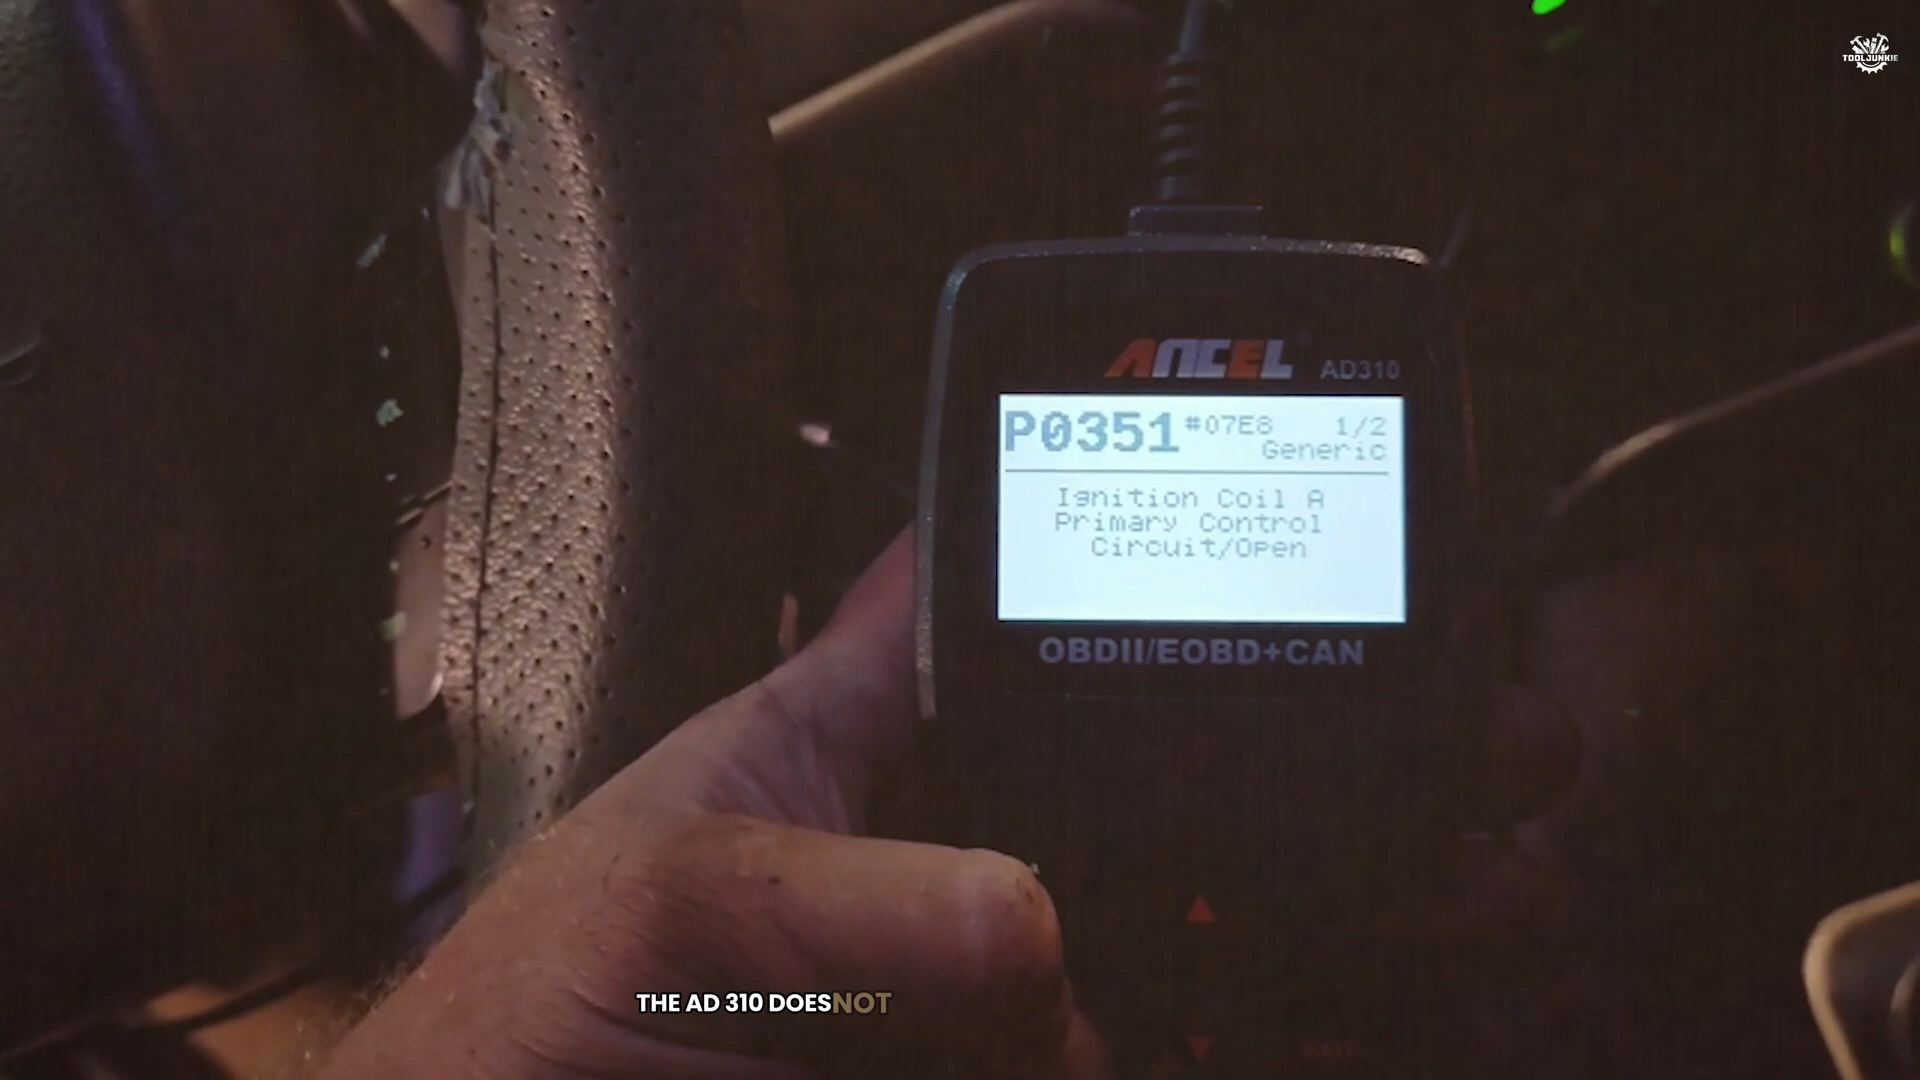 TOOLJUNKIE
ANCEL AD310
P0351 #07E8 1/2
Generic
Ignition Coil A
Primary Control
Circuit/Open
OBDII/EOBD+CAN
THE AD 310 DOES NOT